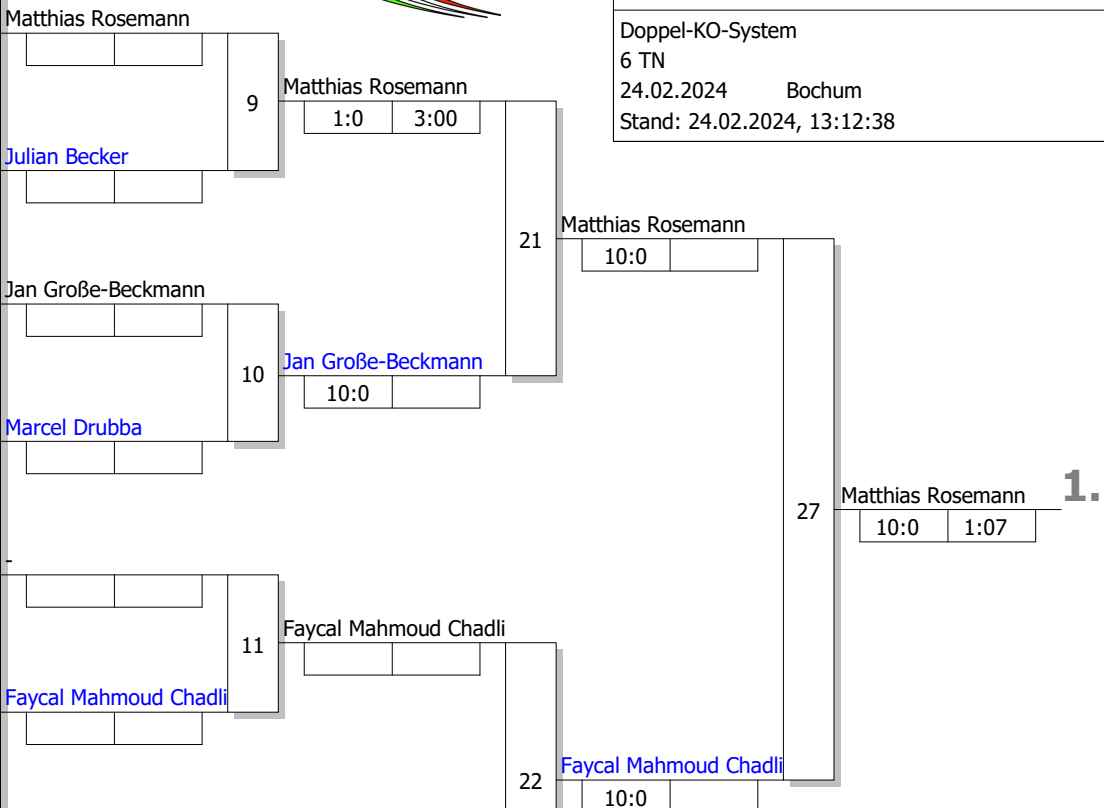 Matthias Rosemann
Doppel-KO-System
6 TN
24.02.2024 Bochum
Stand: 24.02.2024, 13:12:38
9
Matthias Rosemann
1:0 3:00
Julian Becker
21
Matthias Rosemann
10:0
Jan Große-Beckmann
10
Jan Große-Beckmann
10:0
Marcel Drubba
27
Matthias Rosemann
1.
10:0 1:07
-
11
Faycal Mahmoud Chadli
Faycal Mahmoud Chadli
22
Faycal Mahmoud Chadli
10:0